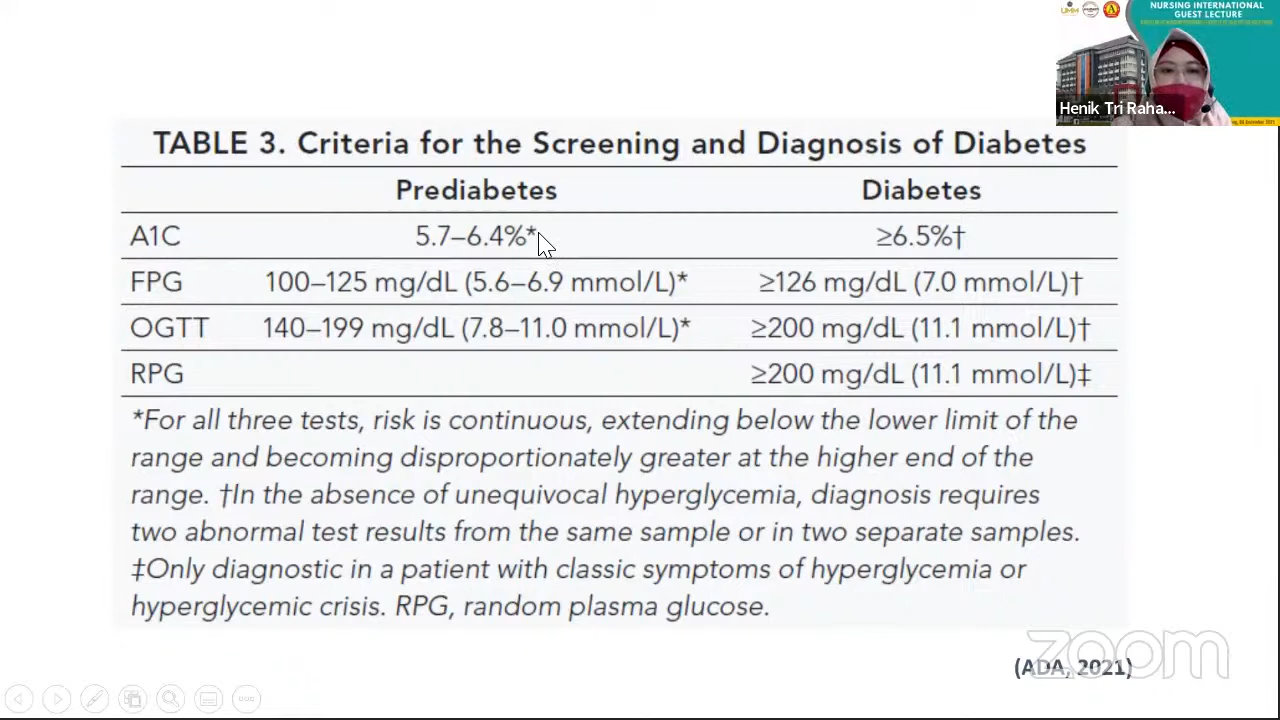 NURSING INTERNATIONAL
GUEST LECTURE
Henik Tri Raha...
TABLE 3. Criteria for the Screening and Diagnosis of Diabetes
Prediabetes Diabetes
A1C 5.7–6.4%* ≥6.5%†
FPG 100–125 mg/dL (5.6–6.9 mmol/L)* ≥126 mg/dL (7.0 mmol/L)†
OGTT 140–199 mg/dL (7.8–11.0 mmol/L)* ≥200 mg/dL (11.1 mmol/L)†
RPG ≥200 mg/dL (11.1 mmol/L)‡
*For all three tests, risk is continuous, extending below the lower limit of the
range and becoming disproportionately greater at the higher end of the
range. †In the absence of unequivocal hyperglycemia, diagnosis requires
two abnormal test results from the same sample or in two separate samples.
‡Only diagnostic in a patient with classic symptoms of hyperglycemia or
hyperglycemic crisis. RPG, random plasma glucose.
(ADA, 2021)
zoom